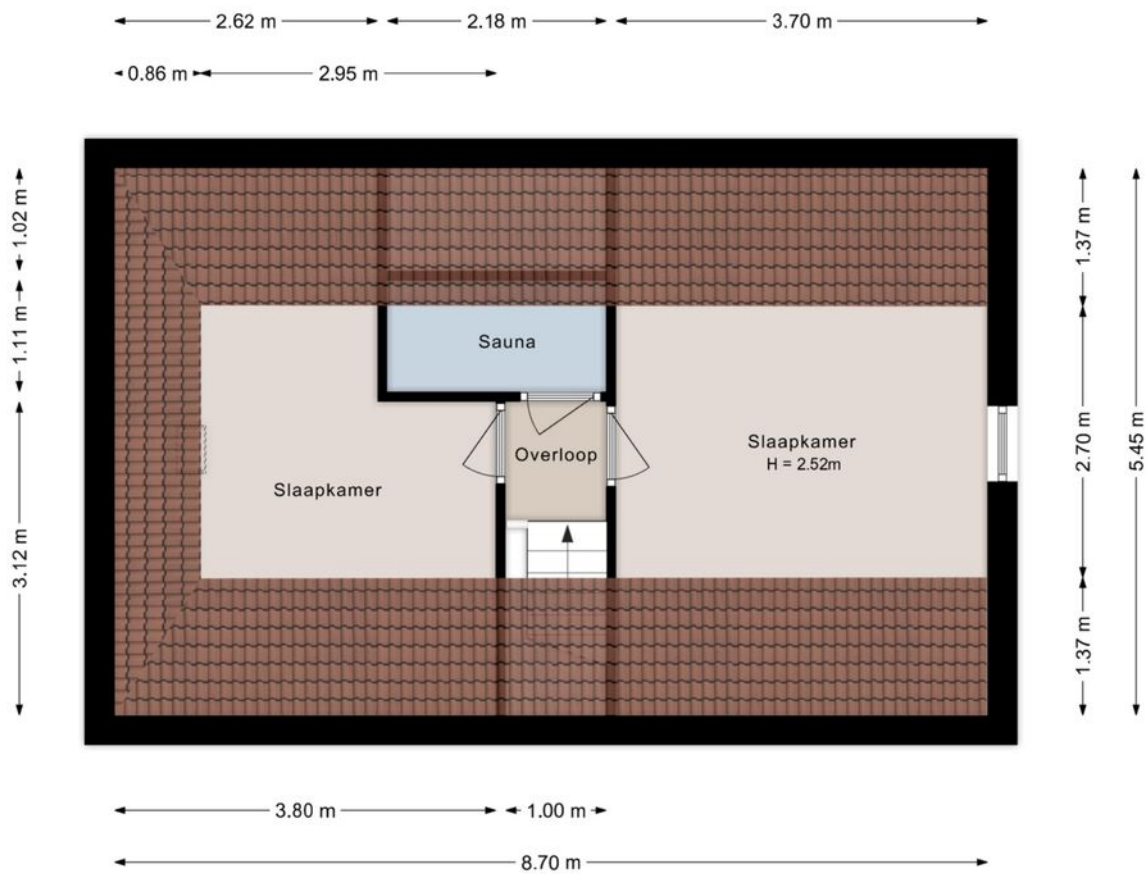 2.62 m
2.18 m
3.70 m
0.86 m
2.95 m
1.02 m
1.11 m
3.12 m
Sauna
Overloop
Slaapkamer
Slaapkamer
H = 2.52m
1.37 m
2.70 m
1.37 m
5.45 m
3.80 m
1.00 m
8.70 m